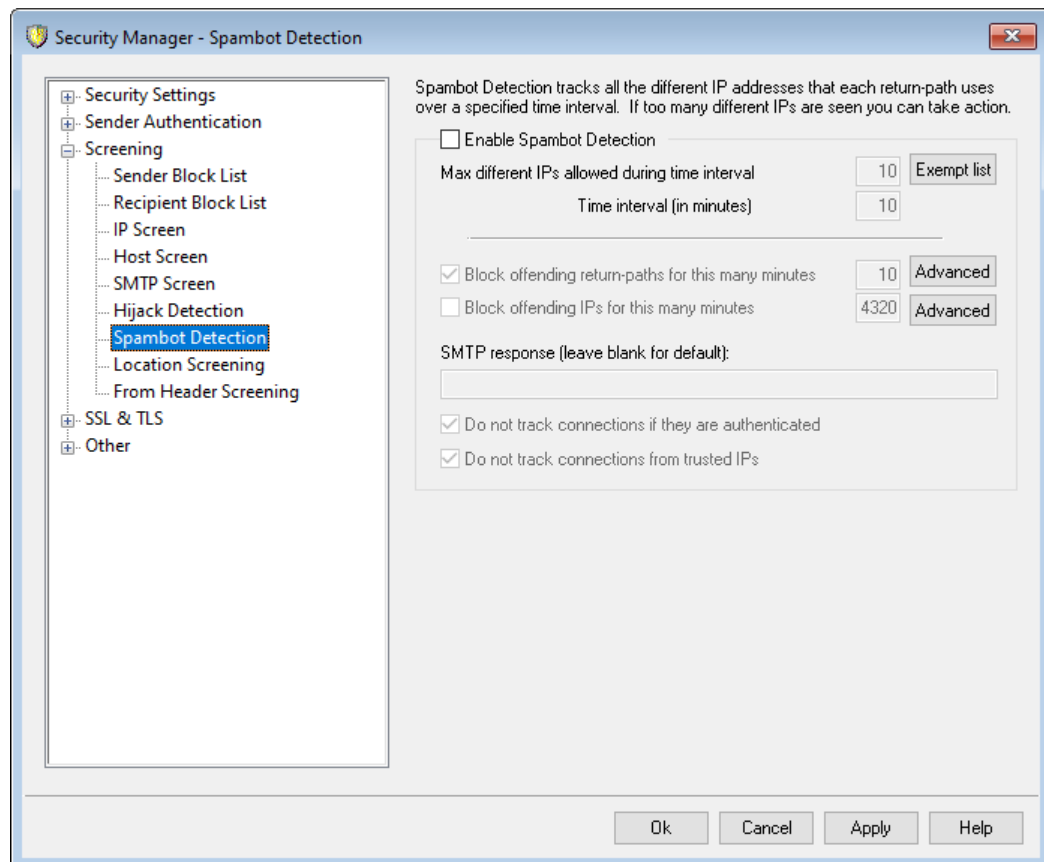 Security Manager - Spambot Detection
Security Settings
Sender Authentication
Screening
Sender Block List
Recipient Block List
IP Screen
Host Screen
SMTP Screen
Hijack Detection
Spambot Detection
Location Screening
From Header Screening
SSL & TLS
Other
Spambot Detection tracks all the different IP addresses that each return-path uses
over a specified time interval.  If too many different IPs are seen you can take action.
Enable Spambot Detection
Max different IPs allowed during time interval 10 Exempt list
Time interval (in minutes) 10
Block offending return-paths for this many minutes 10 Advanced
Block offending IPs for this many minutes 4320 Advanced
SMTP response (leave blank for default):
Do not track connections if they are authenticated
Do not track connections from trusted IPs
Ok Cancel Apply Help